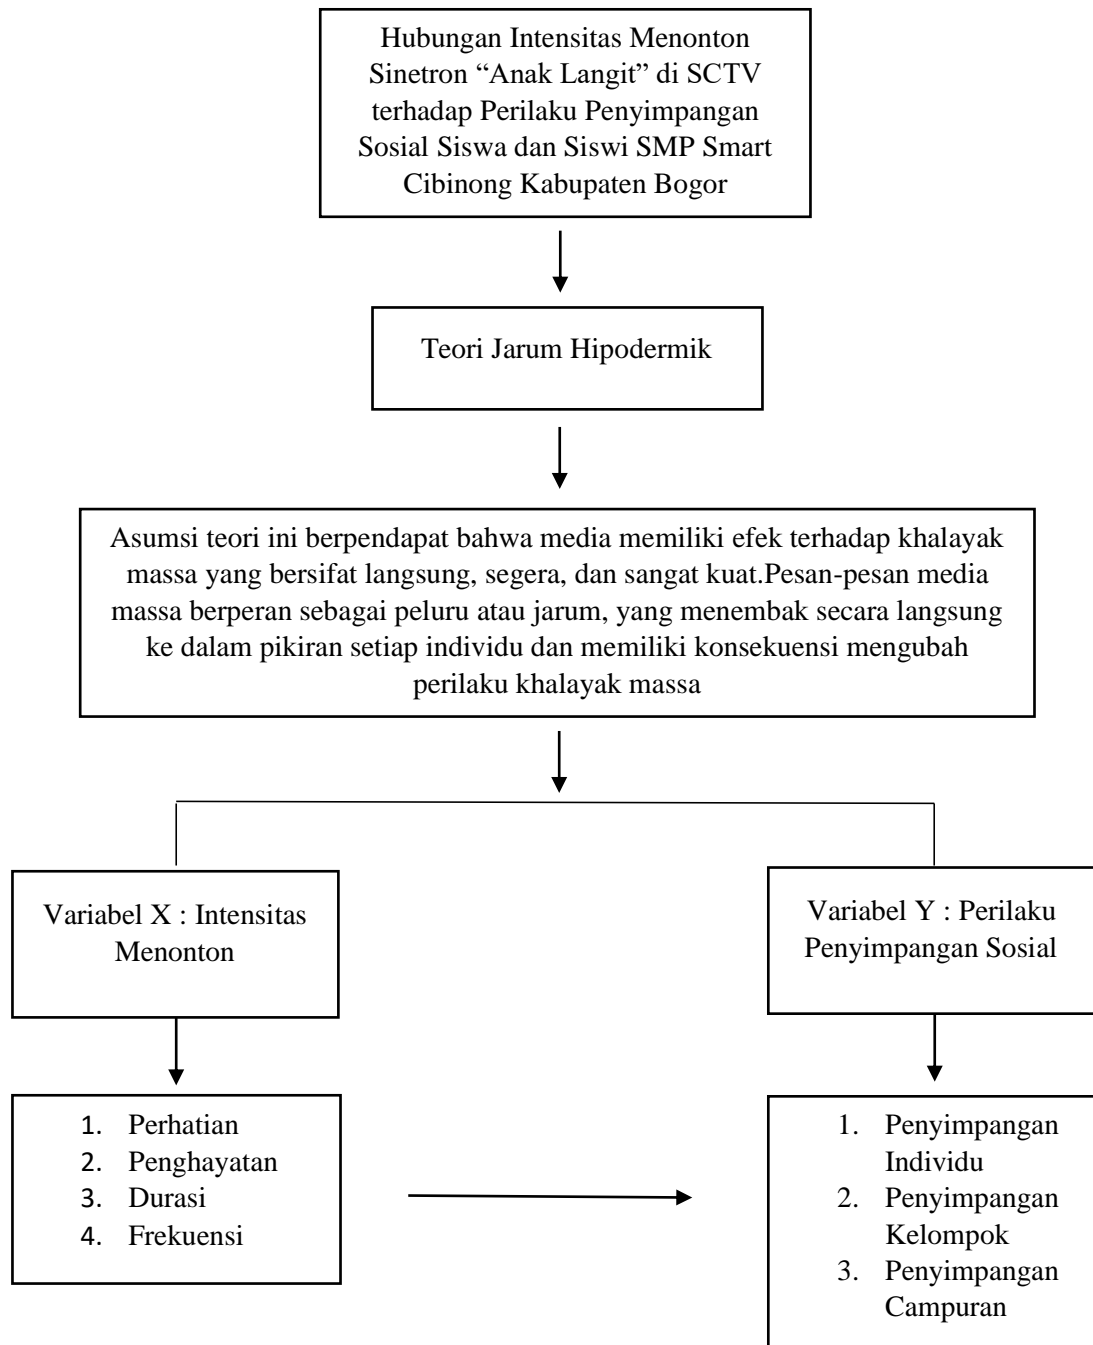 Hubungan Intensitas Menonton
Sinetron “Anak Langit” di SCTV
terhadap Perilaku Penyimpangan
Sosial Siswa dan Siswi SMP Smart
Cibinong Kabupaten Bogor
Teori Jarum Hipodermik
Asumsi teori ini berpendapat bahwa media memiliki efek terhadap khalayak
massa yang bersifat langsung, segera, dan sangat kuat.Pesan-pesan media
massa berperan sebagai peluru atau jarum, yang menembak secara langsung
ke dalam pikiran setiap individu dan memiliki konsekuensi mengubah
perilaku khalayak massa
Variabel X : Intensitas
Menonton
Variabel Y : Perilaku
Penyimpangan Sosial
1. Perhatian
2. Penghayatan
3. Durasi
4. Frekuensi
1. Penyimpangan
Individu
2. Penyimpangan
Kelompok
3. Penyimpangan
Campuran